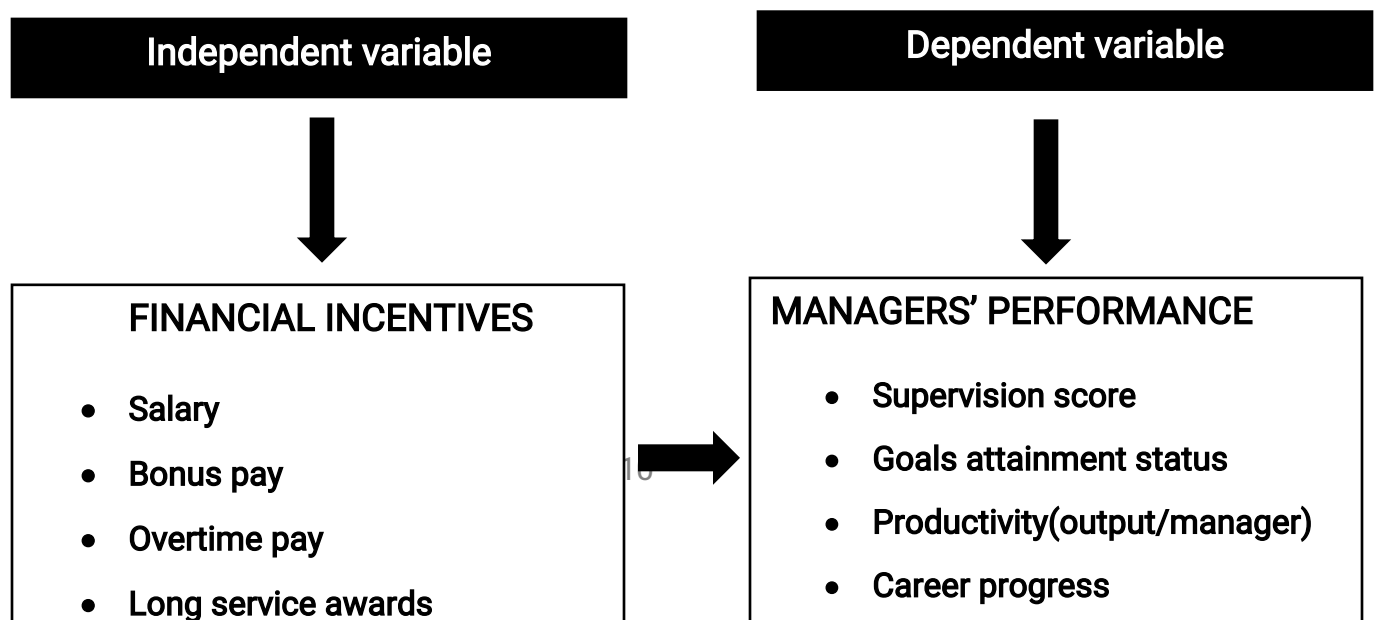 Independent variable
Dependent variable
FINANCIAL INCENTIVES
• Salary
• Bonus pay
• Overtime pay
• Long service awards
MANAGERS’ PERFORMANCE
• Supervision score
• Goals attainment status
• Productivity(output/manager)
• Career progress